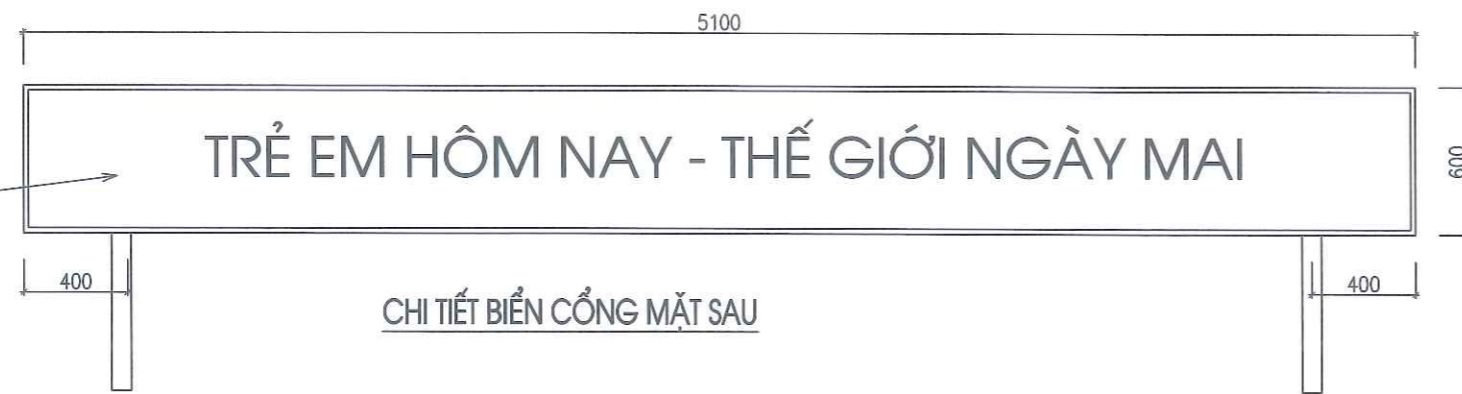 5100
TRẺ EM HÔM NAY - THẾ GIỚI NGÀY MAI
600
400
400
CHI TIẾT BIỂN CỔNG MẶT SAU